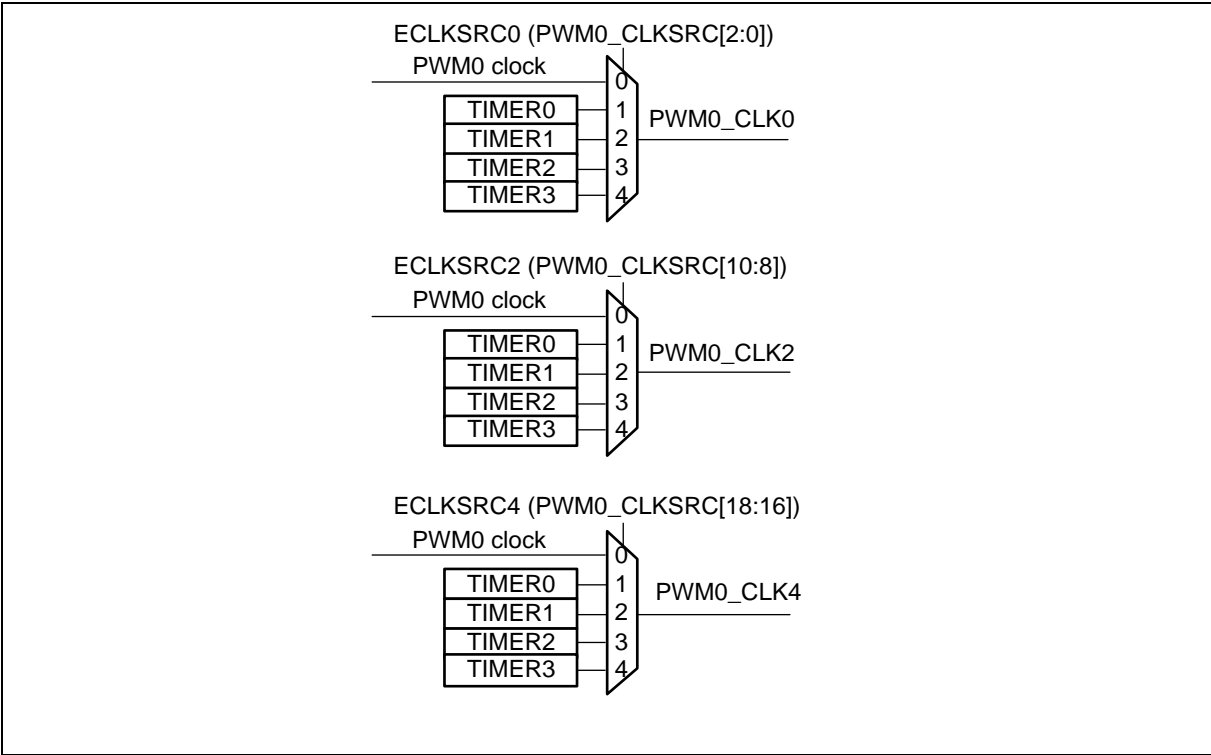 ECLKSRC0 (PWM0_CLKSRC[2:0])
PWM0 clock
0
TIMER0
1
PWM0_CLK0
TIMER1
2
TIMER2
3
TIMER3
4
ECLKSRC2 (PWM0_CLKSRC[10:8])
PWM0 clock
0
TIMER0
1
PWM0_CLK2
TIMER1
2
TIMER2
3
TIMER3
4
ECLKSRC4 (PWM0_CLKSRC[18:16])
PWM0 clock
0
TIMER0
1
PWM0_CLK4
TIMER1
2
TIMER2
3
TIMER3
4